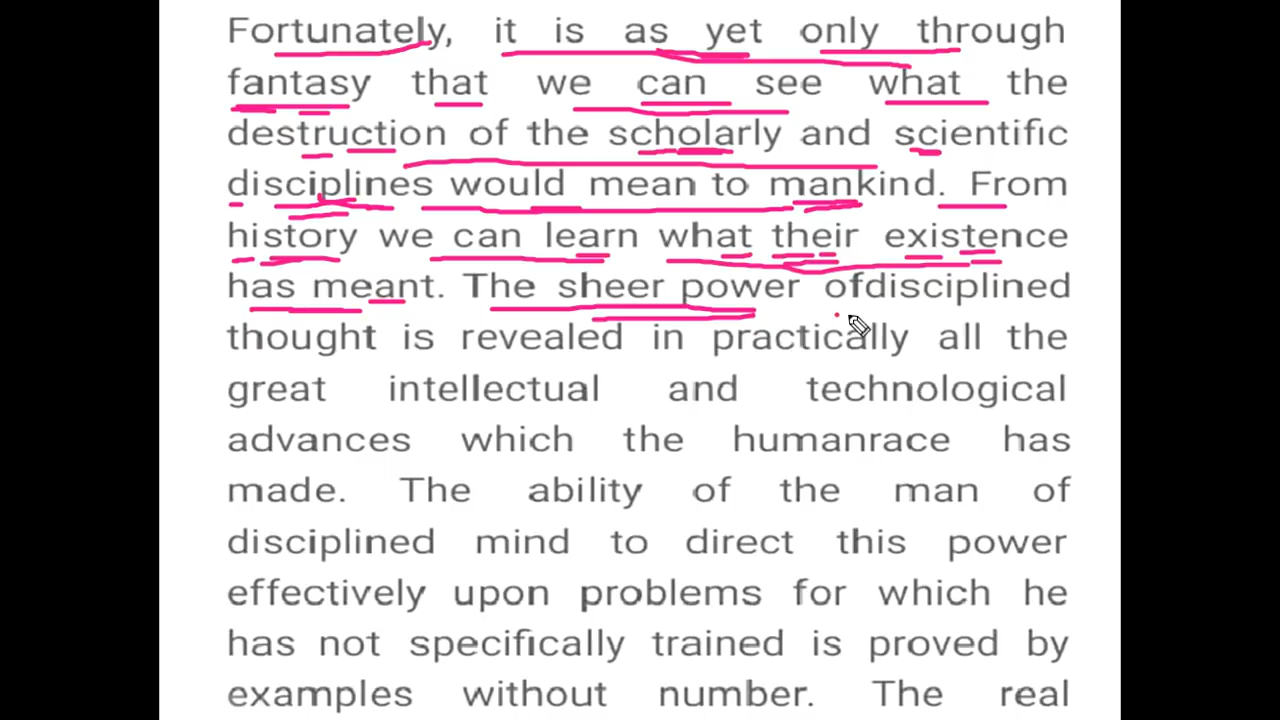 Fortunately, it is as yet only through
fantasy that we can see what the
destruction of the scholarly and scientific
disciplines would mean to mankind. From
history we can learn what their existence
has meant. The sheer power ofdisciplined
thought is revealed in practically all the
great intellectual and technological
advances which the humanrace has
made. The ability of the man of
disciplined mind to direct this power
effectively upon problems for which he
has not specifically trained is proved by
examples without number. The real